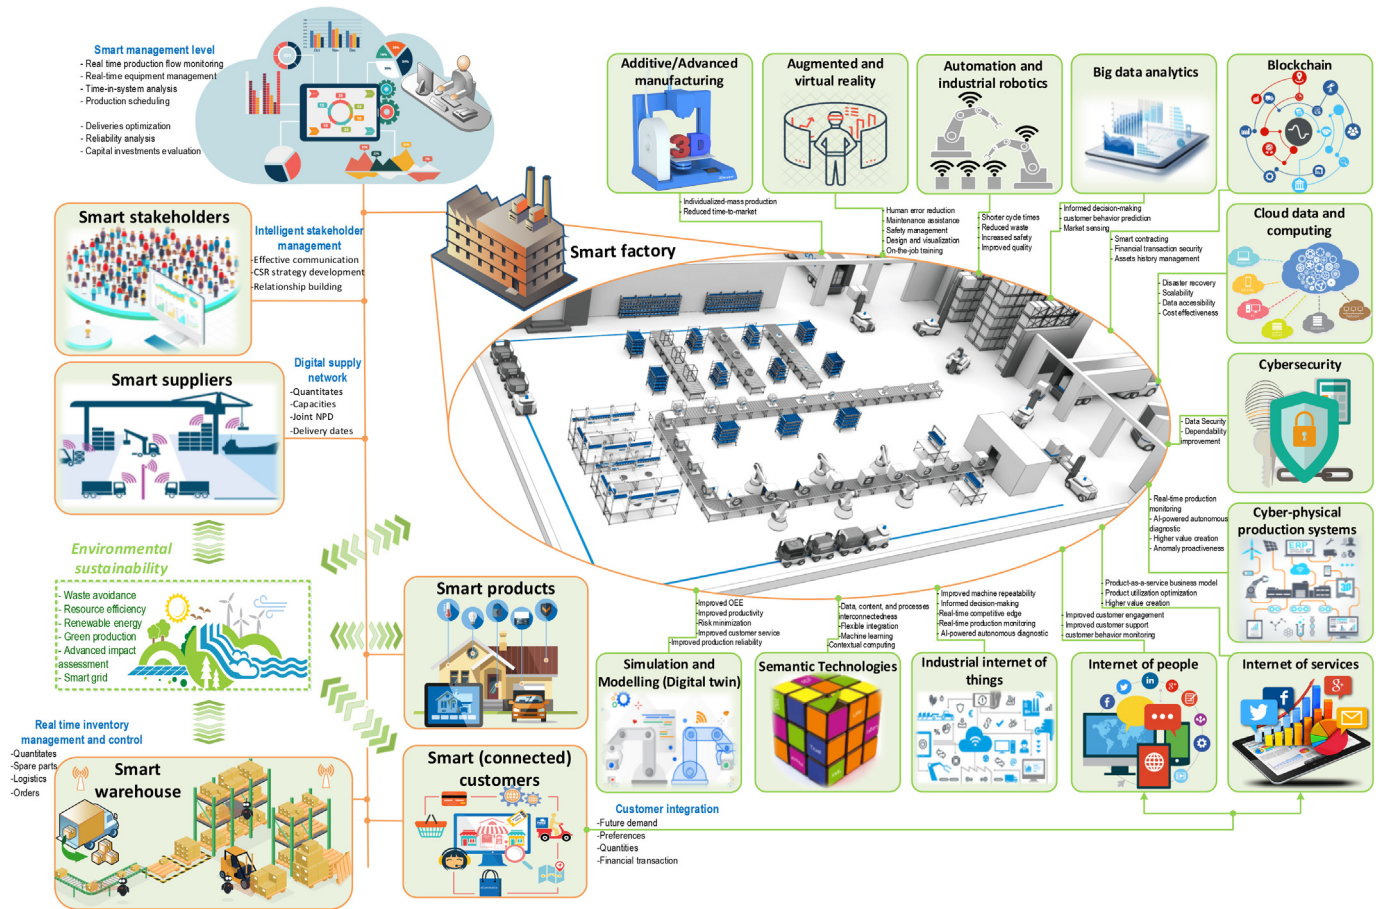 Smart management level
- Real time production flow monitoring
- Real-time equipment management
- Time-in-system analysis
- Production scheduling
- Deliveries optimization
- Reliability analysis
- Capital investments evaluation
Smart stakeholders
Intelligent stakeholder
management
-Effective communication
-CSR strategy development
-Relationship building
Smart suppliers
Digital supply
network
-Quantitates
-Capacities
-Joint NPD
-Delivery dates
Environmental
sustainability
- Waste avoidance
- Resource efficiency
- Renewable energy
- Green production
- Advanced impact
assessment
- Smart grid
Real time inventory
management and control
-Quantitates
-Spare parts
-Logistics
-Orders
Smart
warehouse
Smart factory
Smart products
Smart (connected)
customers
Customer integration
-Future demand
-Preferences
-Quantities
-Financial transaction
Additive/Advanced
manufacturing
3D
- Individualized-mass production
- Reduced time-to-market
Augmented and
virtual reality
- Human error reduction
- Maintenance assistance
- Safety management
- Design and visualization
- On-the-job training
Automation and
industrial robotics
- Shorter cycle times
- Reduced waste
- Increased safety
- Improved quality
Big data analytics
- Informed decision-making
- customer behavior prediction
- Market sensing
Blockchain
- Smart contracting
- Financial transaction security
- Assets history management
Cloud data and
computing
- Disaster recovery
- Scalability
- Data accessibility
- Cost effectiveness
Cybersecurity
- Data Security
- Dependability
improvement
Cyber-physical
production systems
ERP
- Real-time production
monitoring
- AI-powered autonomous
diagnostic
- Higher value creation
- Anomaly proactiveness
- Product-as-a-service business model
- Product utilization optimization
- Higher value creation
- Improved customer engagement
- Improved customer support
- customer behavior monitoring
- Improved machine repeatability
- Informed decision-making
- Real-time competitive edge
- Real-time production monitoring
- AI-powered autonomous diagnostic
- Data, content, and processes
interconnectedness
- Flexible integration
- Machine learning
-Contextual computing
-Improved OEE
-Improved productivity
-Risk minimization
-Improved customer service
-Improved production reliability
Simulation and
Modelling (Digital twin)
Semantic Technologies
Industrial internet of
things
Internet of people
Internet of services